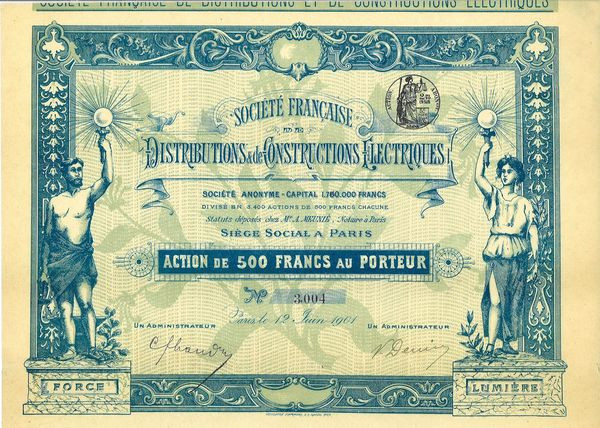 SOCIÉTÉ FRANÇAISE DE DISTRIBUTIONS ET DE CONSTRUCTIONS ELECTRIQUES
SOCIÉTÉ FRANÇAISE
DE
DISTRIBUTIONS & de CONSTRUCTIONS ÉLECTRIQUES
SOCIÉTÉ ANONYME - CAPITAL 1.750.000 FRANCS
DIVISÉ EN 3.400 ACTIONS DE 500 FRANCS CHACUNE
Statuts déposés chez Me A. MEUNIÉ, Notaire à Paris
SIÈGE SOCIAL A PARIS
ACTION DE 500 FRANCS AU PORTEUR
No 3,004
Paris, le 12 Juin 1901
UN ADMINISTRATEUR
UN ADMINISTRATEUR
FORCE
LUMIÈRE